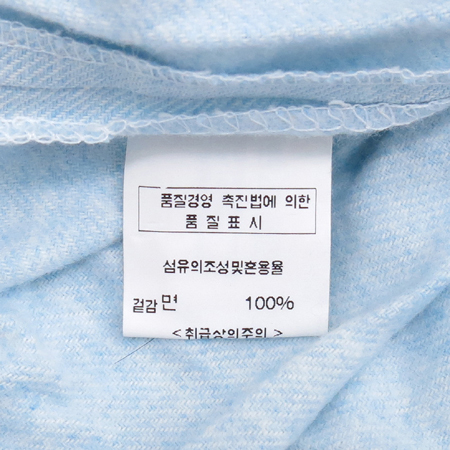 품질경영 촉진법에 의한
품 질 표 시
섬유의조성및혼용율
겉감 면 100%
<취급상의주의>